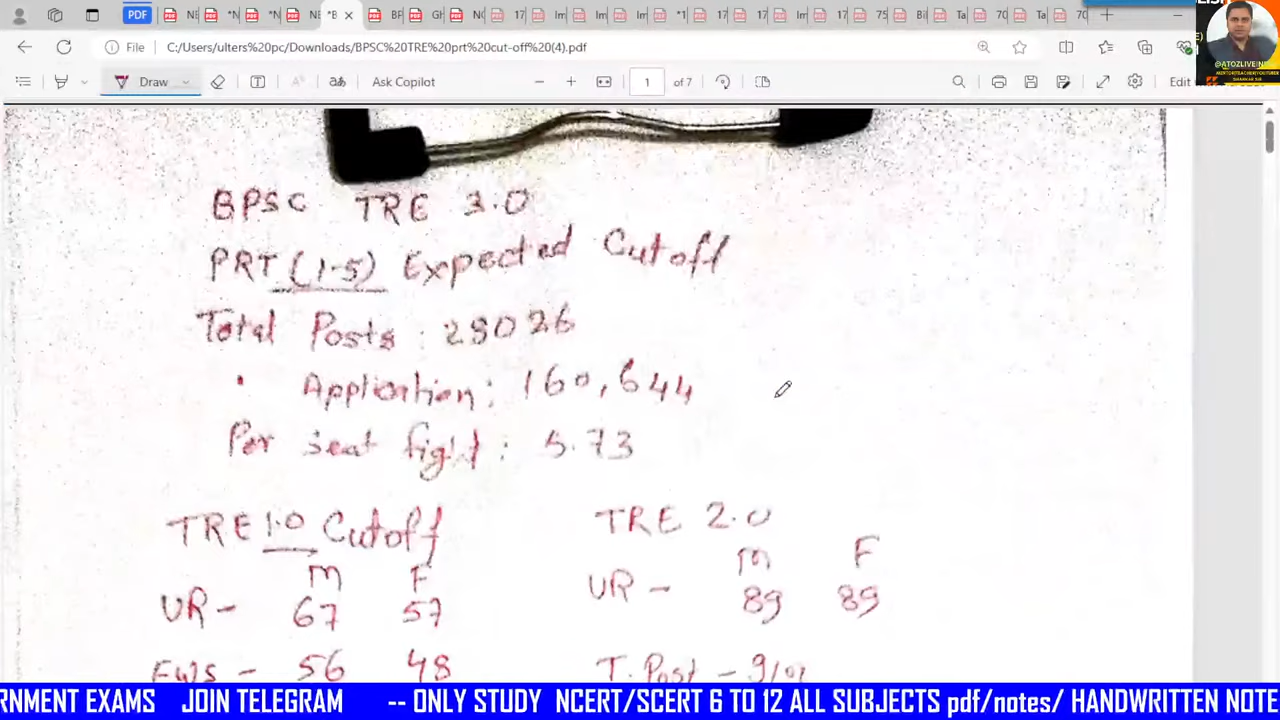 PDF
File
C:/Users/ulters%20pc/Downloads/BPSC%20TRE%20prt%20cut-off%20(4).pdf
@ATOZLIVEINDIA
Draw
Ask Copilot
1 of 7
BPSC TRE 3.0
PRT (1-5) Expected Cutoff
Total Posts : 28026
Application : 160,644
Per seat fight : 5.73
TRE 1.0 Cutoff
TRE 2.0
M F
M F
UR - 67 57
UR - 89 89
EWS - 56 48
T. Post -
RNMENT EXAMS JOIN TELEGRAM -- ONLY STUDY NCERT/SCERT 6 TO 12 ALL SUBJECTS pdf/notes/ HANDWRITTEN NOTE